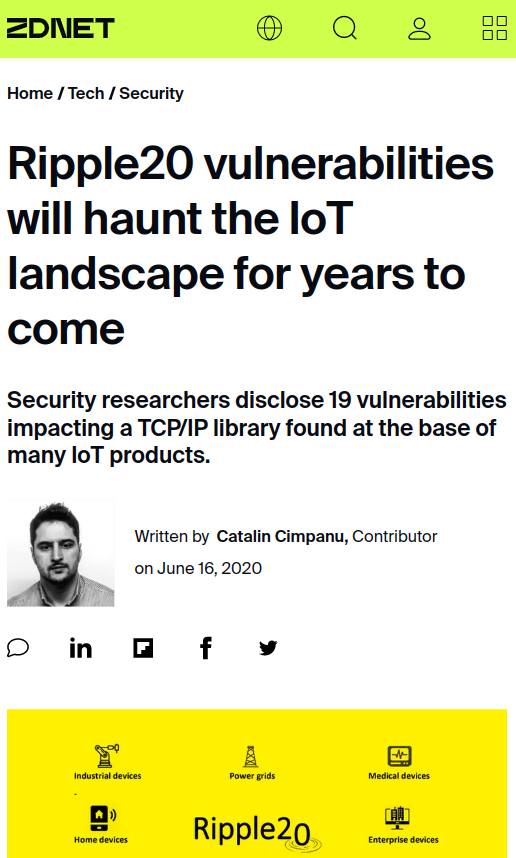 ZDNET
Home / Tech / Security
Ripple20 vulnerabilities
will haunt the IoT
landscape for years to
come
Security researchers disclose 19 vulnerabilities
impacting a TCP/IP library found at the base of
many IoT products.
Written by Catalin Cimpanu, Contributor
on June 16, 2020
Industrial devices
Power grids
Medical devices
Home devices
Ripple20
Enterprise devices